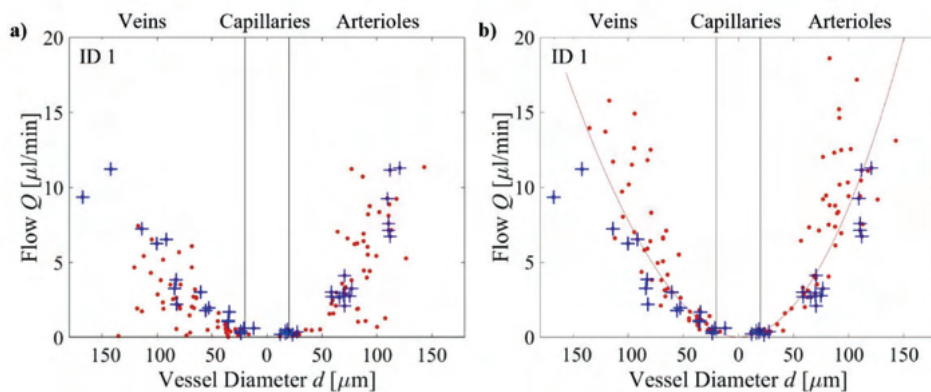 Veins Capillaries Arterioles
a)
ID 1
Flow Q [μl/min]
20
15
10
5
0
150 100 50 0 50 100 150
Vessel Diameter d [μm]
Veins Capillaries Arterioles
b)
ID 1
Flow Q [μl/min]
20
15
10
5
0
150 100 50 0 50 100 150
Vessel Diameter d [μm]